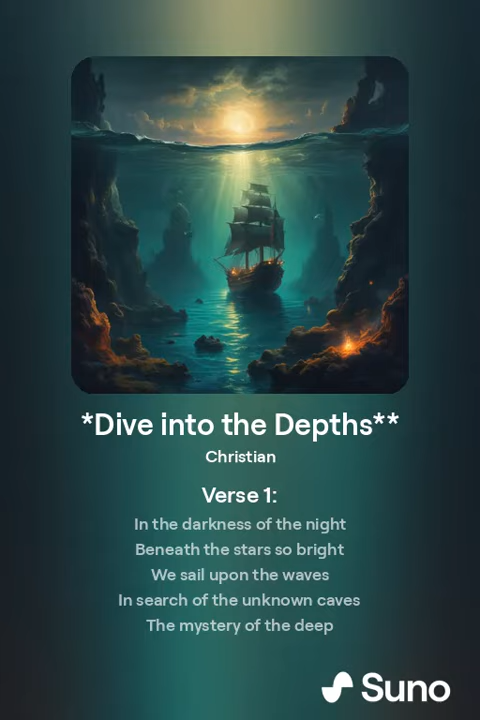 *Dive into the Depths**
Christian
Verse 1:
In the darkness of the night
Beneath the stars so bright
We sail upon the waves
In search of the unknown caves
The mystery of the deep
Suno